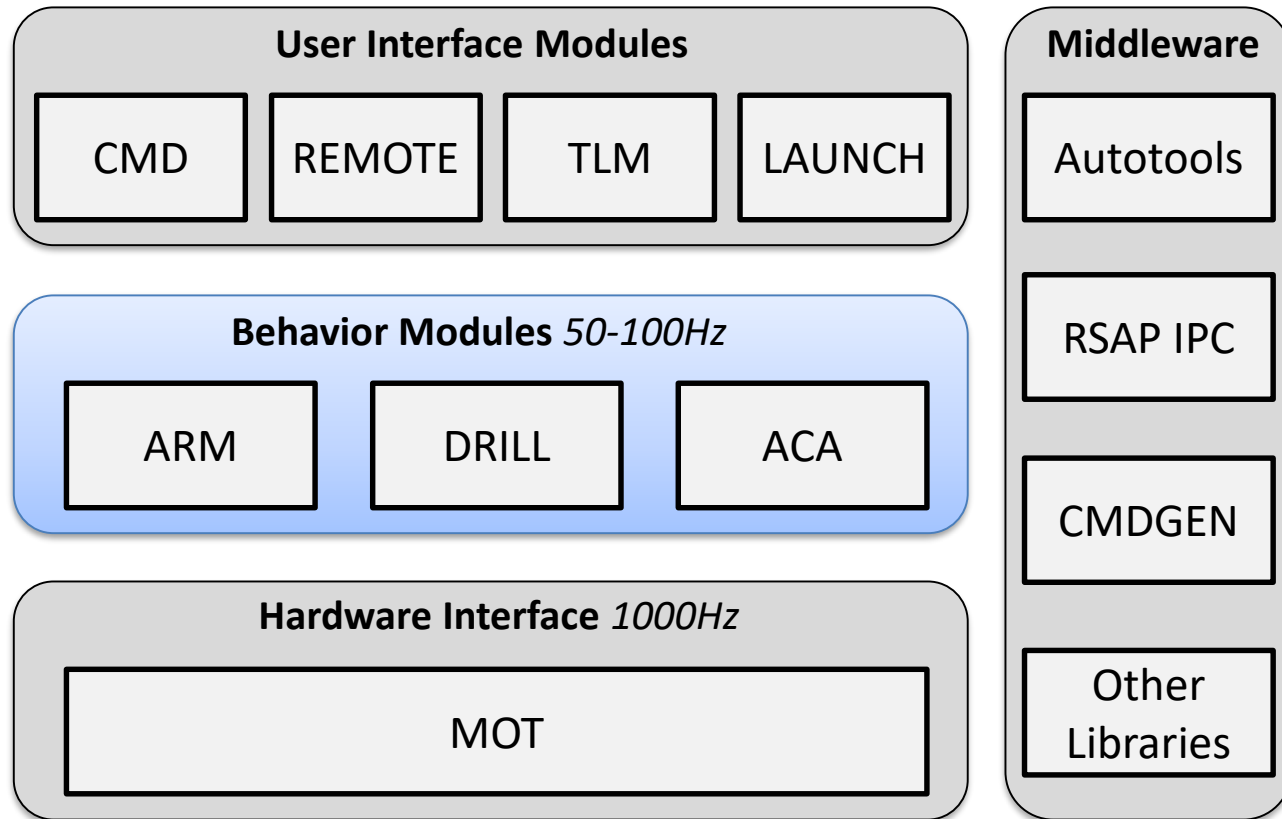 User Interface Modules
CMD
REMOTE
TLM
LAUNCH
Behavior Modules 50-100Hz
ARM
DRILL
ACA
Hardware Interface 1000Hz
MOT
Middleware
Autotools
RSAP IPC
CMDGEN
Other
Libraries